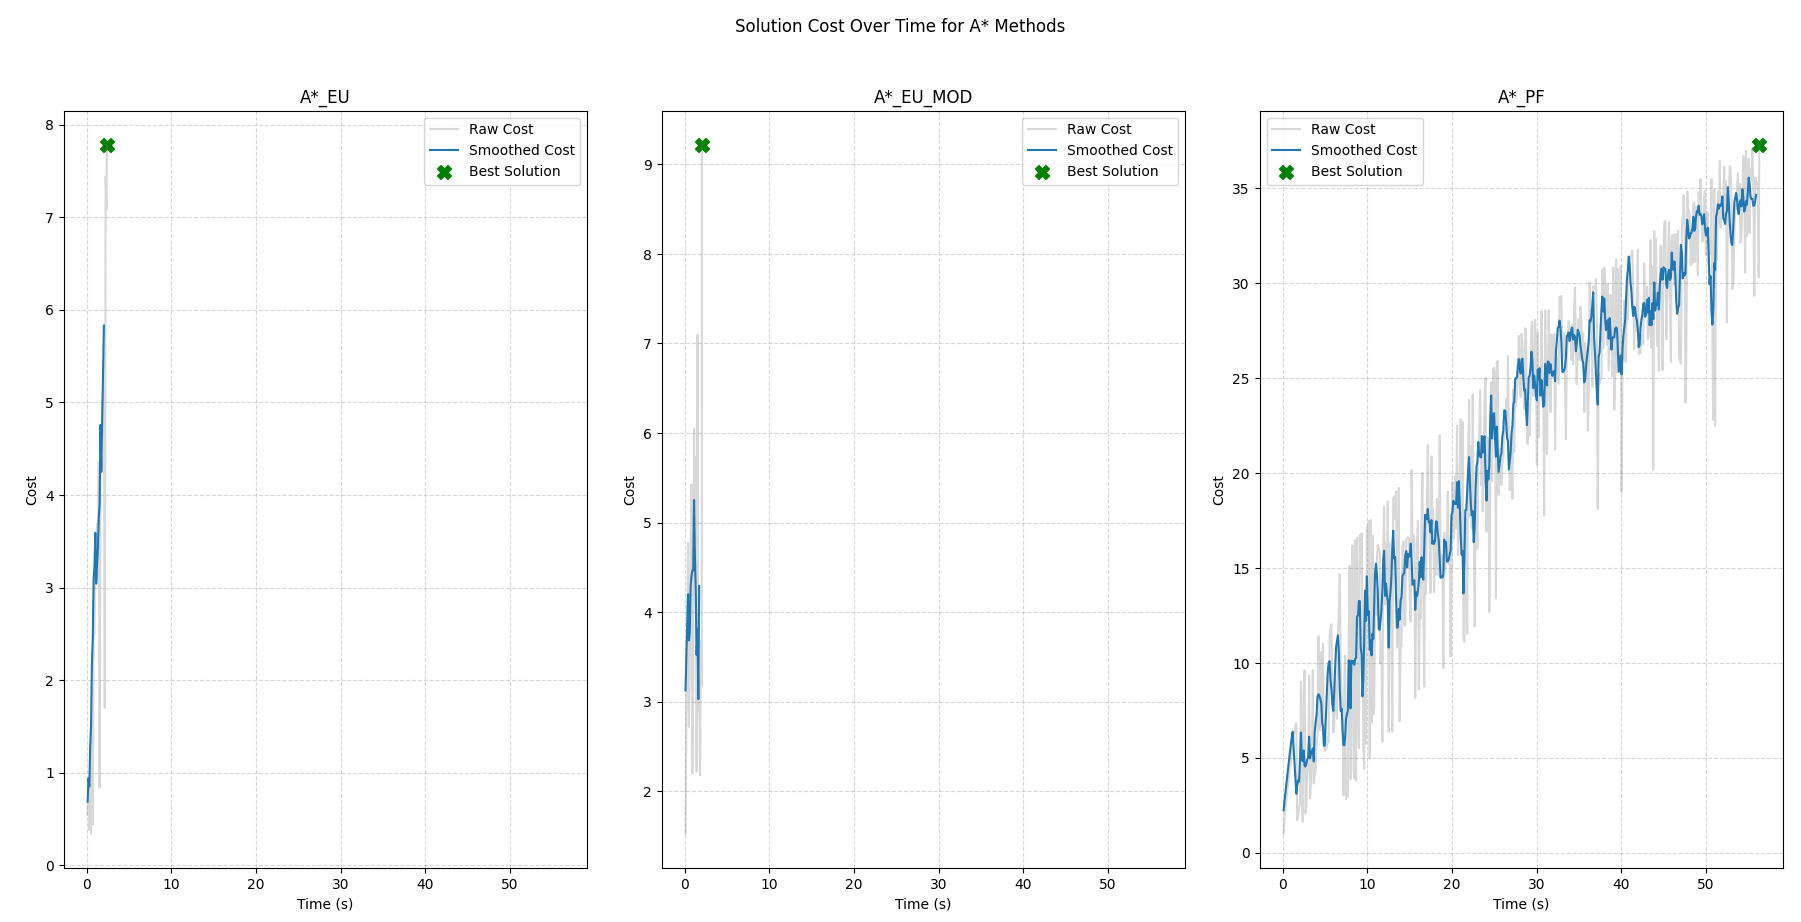 Solution Cost Over Time for A* Methods
A*_EU
8
7
6
5
4
3
2
1
0
Cost
0 10 20 30 40 50
Time (s)
Raw Cost
Smoothed Cost
Best Solution
A*_EU_MOD
9
8
7
6
5
4
3
2
Cost
0 10 20 30 40 50
Time (s)
Raw Cost
Smoothed Cost
Best Solution
A*_PF
35
30
25
20
15
10
5
0
Cost
0 10 20 30 40 50
Time (s)
Raw Cost
Smoothed Cost
Best Solution